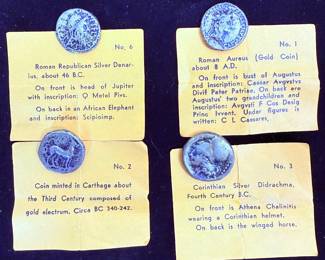 No. 6
Roman Republican Silver Denar-
ius, about 46 B.C.
On front is head of Jupiter
with inscription: Q Metel Pivs.
On back in an African Elephant
and inscription: Scipioimp.
No. 1
Roman Aureus (Gold Coin)
about 8 A.D.
On front is bust of Augustus
and inscription: Caesar Avgvstvs
Divif Pater Patriae. On back are
Augustus' two grandchildren and
inscription: Avgvsti F Cos Desig
Princ Ivvent. Under figures is
written: C L Caesares.
No. 2
Coin minted in Carthage about
the Third Century composed of
gold electrum. Circa BC 340-242.
No. 3
Corinthian Silver Didrachma,
Fourth Century B.C.
On front is Athena Chalinitis
wearing a Corinthian helmet.
On back is the winged horse.